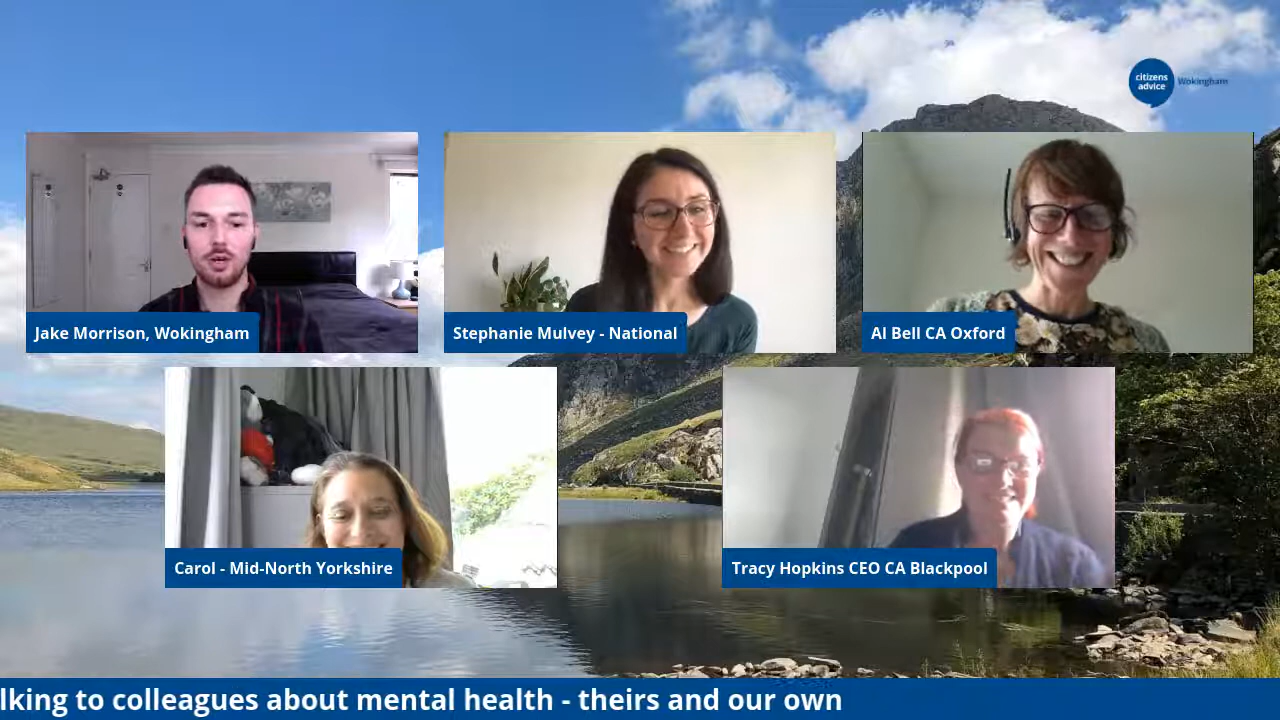 citizens
advice
Wokingham
Jake Morrison, Wokingham
Stephanie Mulvey - National
Al Bell CA Oxford
Carol - Mid-North Yorkshire
Tracy Hopkins CEO CA Blackpool
lking to colleagues about mental health - theirs and our own